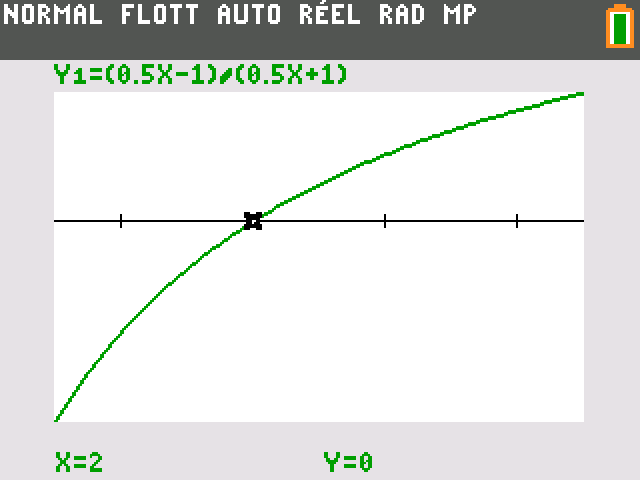 NORMAL FLOTT AUTO RÉEL RAD MP
Y₁=(0.5X-1)/(0.5X+1)
X=2 Y=0